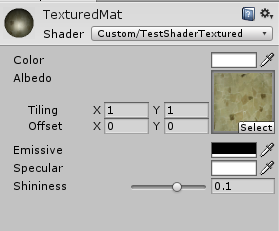 TexturedMat
Shader Custom/TestShaderTextured
Color
Albedo
Tiling X 1 Y 1
Offset X 0 Y 0
Select
Emissive
Specular
Shininess 0.1